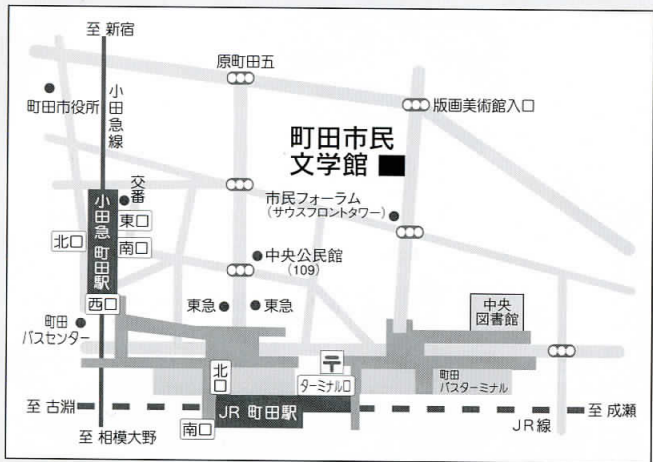 至 新宿
原町田五
町田市役所
小田急線
版画美術館入口
町田市民
文学館
交番
市民フォーラム
(サウスフロントタワー)
小田急 町田駅
東口
北口
南口
中央公民館
(109)
西口
東急
東急
中央
図書館
町田
バスセンター
北口
〒
ターミナル口
町田
バスターミナル
至 古淵
JR 町田駅
至 成瀬
南口
JR線
至 相模大野